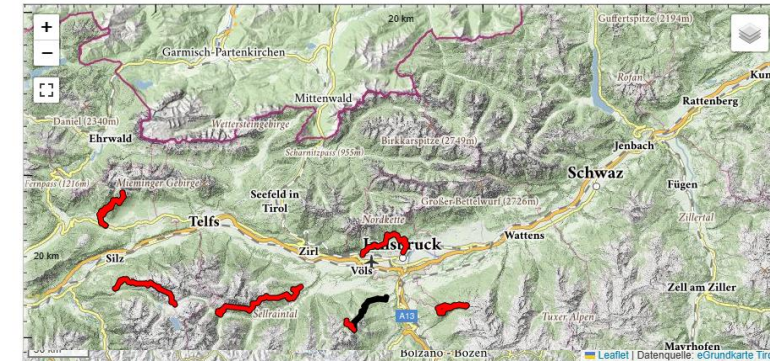 +
−
20 km
Guffertspitze (2194m)
Garmisch-Partenkirchen
Rofan
Mittenwald
Rattenberg
Daniel (2340m)
Wettersteingebirge
Ehrwald
Birkkarspitze (2749m)
Scharnitzpass (955m)
Jenbach
Fernpass (1216m)
Mieminger Gebirge
Schwaz
Fügen
Seefeld in
Tirol
Großer Bettelwurf (2726m)
Telfs
Nordkette
Zillertal
Wattens
Zirl
20 km
Silz
Völs
Zell am Ziller
Sellraintal
A13
Tuxer Alpen
Bolzano - Bozen
Mayrhofen
Leaflet | Datenquelle: eGrundkarte Tir